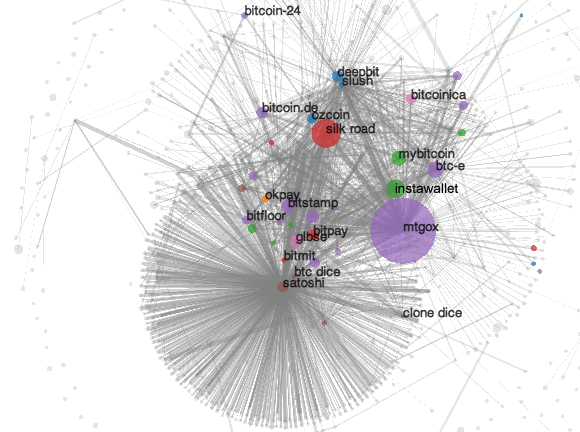 bitcoin-24
deepbit
slush
bitcoinica
bitcoin.de
ozcoin
silk road
mybitcoin
btc-e
instawallet
okpay
bitstamp
bitfloor
mtgox
bitpay
glbse
bitmit
btc dice
satoshi
clone dice